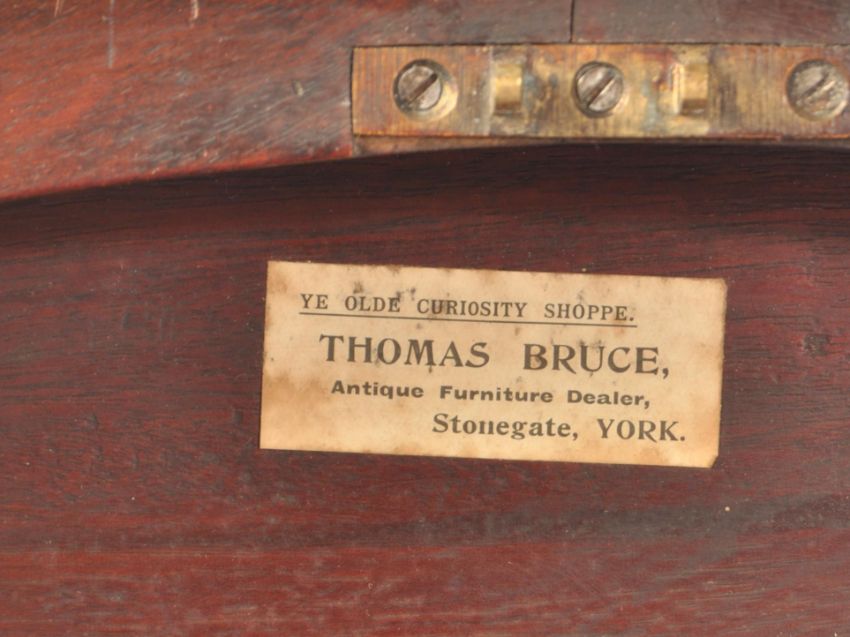 YE OLDE CURIOSITY SHOPPE.
THOMAS BRUCE,
Antique Furniture Dealer,
Stonegate, YORK.